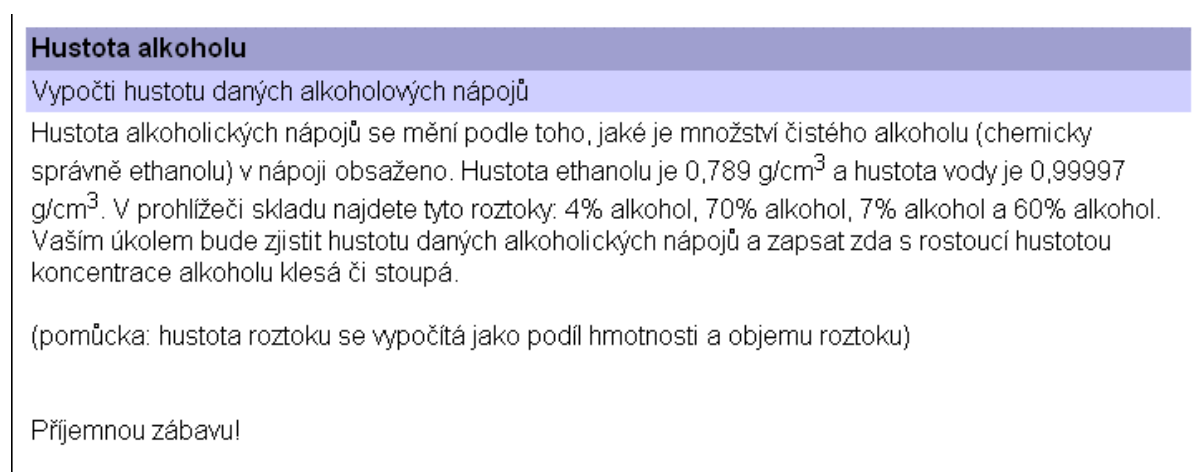 Hustota alkoholu
Vypočti hustotu daných alkoholových nápojů
Hustota alkoholických nápojů se mění podle toho, jaké je množství čistého alkoholu (chemicky
správně ethanolu) v nápoji obsaženo. Hustota ethanolu je 0,789 g/cm³ a hustota vody je 0,99997
g/cm³. V prohlížeči skladu najdete tyto roztoky: 4% alkohol, 70% alkohol, 7% alkohol a 60% alkohol.
Vaším úkolem bude zjistit hustotu daných alkoholických nápojů a zapsat zda s rostoucí hustotou
koncentrace alkoholu klesá či stoupá.
(pomůcka: hustota roztoku se vypočítá jako podíl hmotnosti a objemu roztoku)
Příjemnou zábavu!